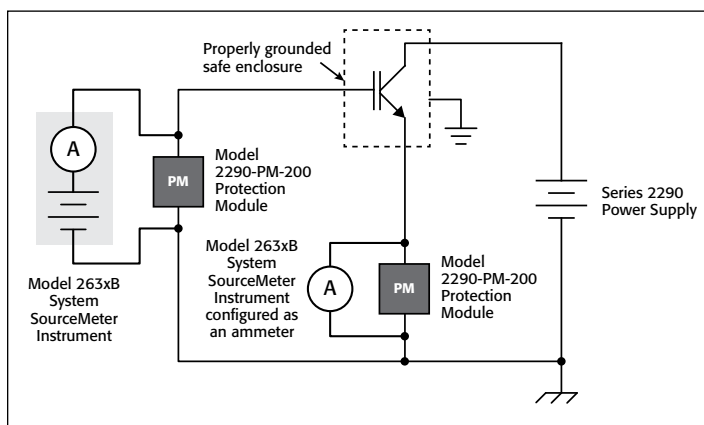 Properly grounded
safe enclosure
A
PM
Model
2290-PM-200
Protection
Module
Model 263xB
System
SourceMeter
Instrument
Model 263xB
System
SourceMeter
Instrument
configured as
an ammeter
A
PM
Model
2290-PM-200
Protection
Module
Series 2290
Power Supply